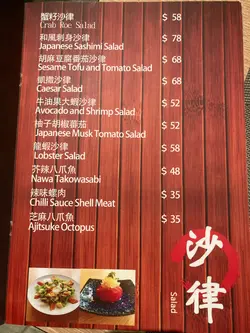 蟹籽沙律 $ 58
Crab Roe Salad
和風刺身沙律 $ 78
Japanese Sashimi Salad
胡麻豆腐番茄沙律 $ 68
Sesame Tofu and Tomato Salad
凱撒沙律 $ 68
Caesar Salad
牛油果大蝦沙律 $ 52
Avocado and Shrimp Salad
柚子胡椒番茄 $ 52
Japanese Musk Tomato Salad
龍蝦沙律 $ 58
Lobster Salad
芥辣八爪魚 $ 48
Nawa Takowasabi
辣味螺肉 $ 35
Chilli Sauce Shell Meat
芝麻八爪魚 $ 35
Ajitsuke Octopus
沙律
Salad